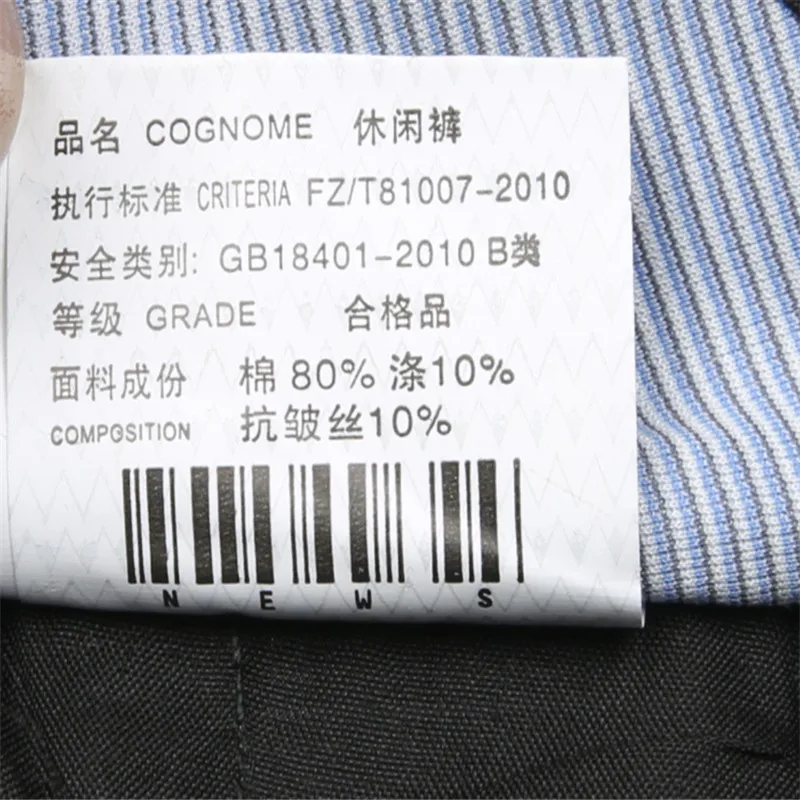 品名 COGNOME 休闲裤
执行标准 CRITERIA FZ/T81007-2010
安全类别: GB18401-2010 B类
等级 GRADE 合格品
面料成份 棉 80% 涤10%
COMPOSITION 抗皱丝10%
N E W S